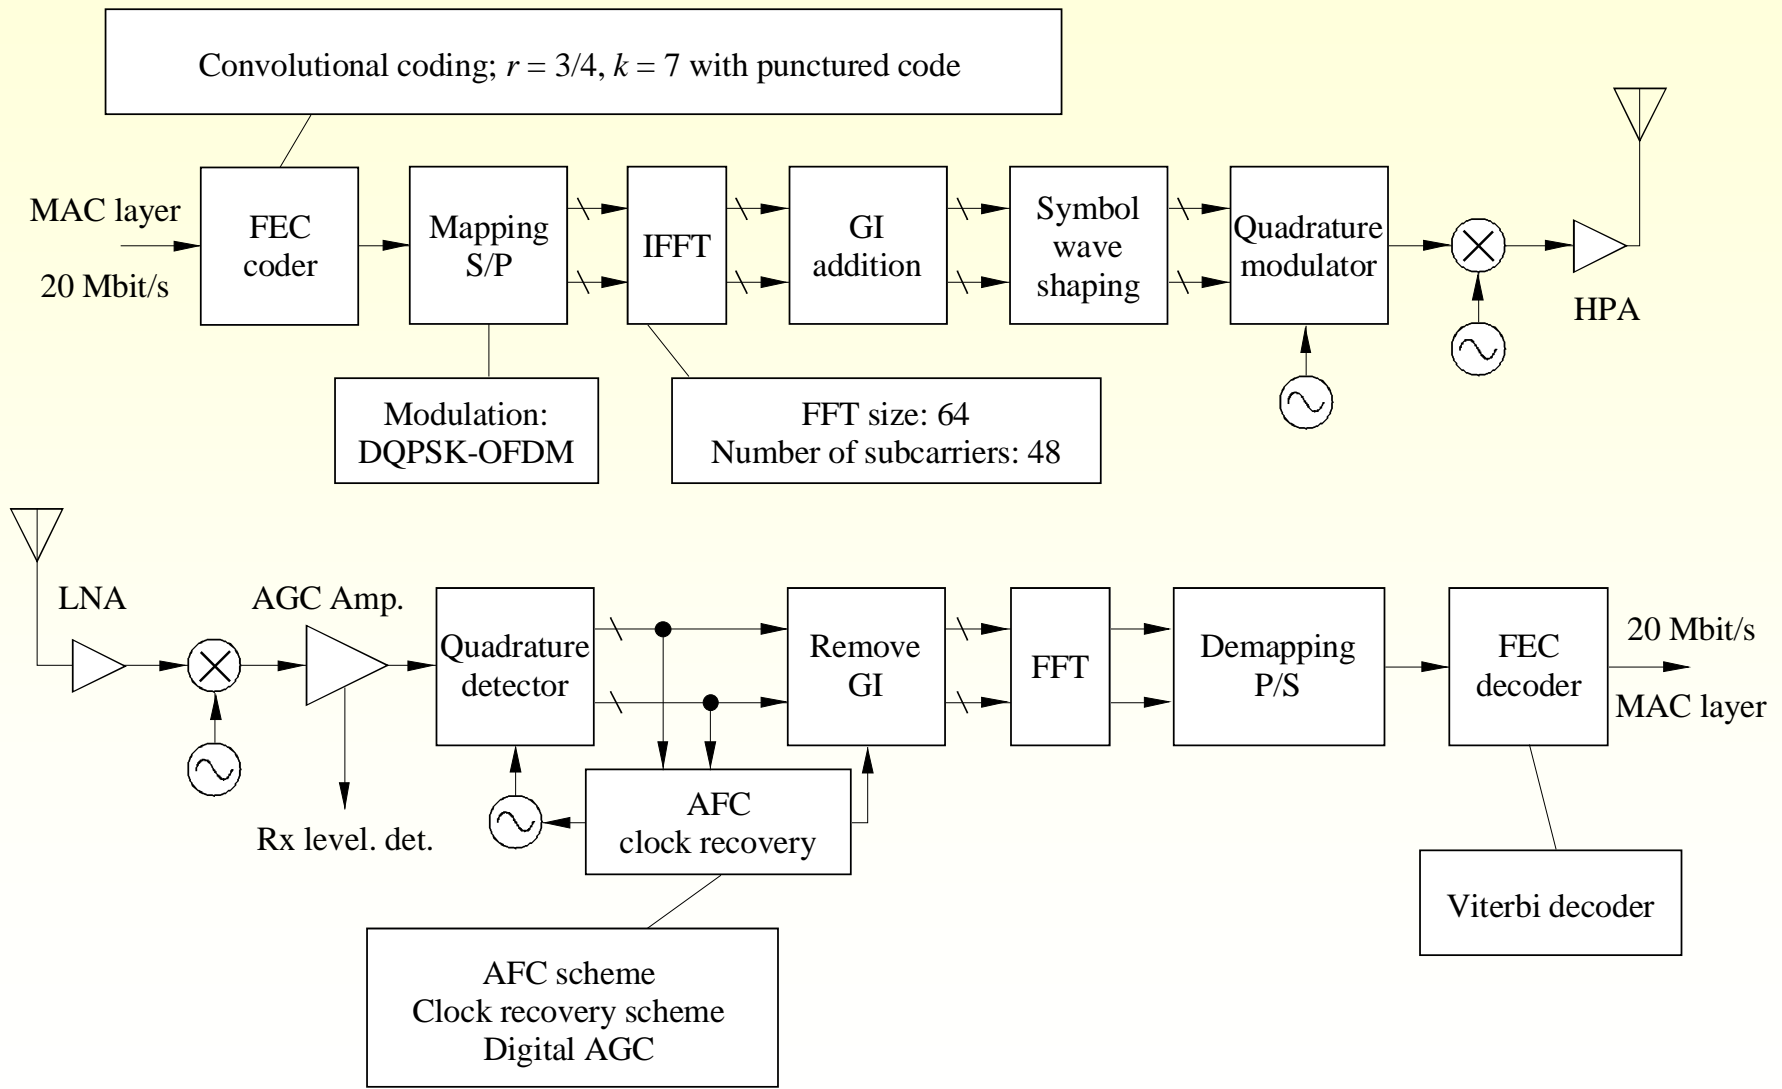 Convolutional coding; r = 3/4, k = 7 with punctured code
MAC layer
20 Mbit/s
FEC
coder
Mapping
S/P
IFFT
GI
addition
Symbol
wave
shaping
Quadrature
modulator
HPA
Modulation:
DQPSK-OFDM
FFT size: 64
Number of subcarriers: 48
LNA
AGC Amp.
Rx level. det.
Quadrature
detector
AFC
clock recovery
Remove
GI
FFT
Demapping
P/S
FEC
decoder
20 Mbit/s
MAC layer
Viterbi decoder
AFC scheme
Clock recovery scheme
Digital AGC